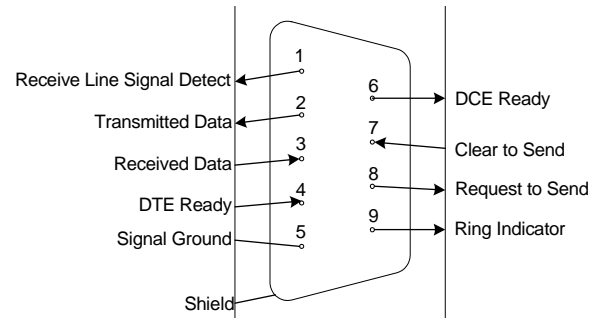 Receive Line Signal Detect
Transmitted Data
Received Data
DTE Ready
Signal Ground
Shield
1
2
3
4
5
6
7
8
9
DCE Ready
Clear to Send
Request to Send
Ring Indicator